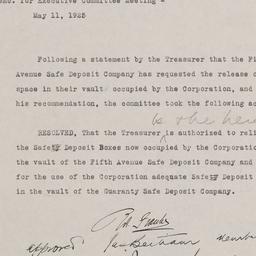 for Executive Committee Meeting -
May 11, 1925
Following a statement by the Treasurer that the Fi
Avenue Safe Deposit Company has requested the release o
space in their vault occupied by the Corporation, and
his recommendation, the committee took the following ac
be she her
RESOLVED, That the Treasurer is authorized to reli
the Safety Deposit Boxes now occupied by the Corporatio
the vault of the Fifth Avenue Safe Deposit Company and
for the use of the Corporation adequate Safety Deposit
in the vault of the Guaranty Safe Deposit Company.
approved